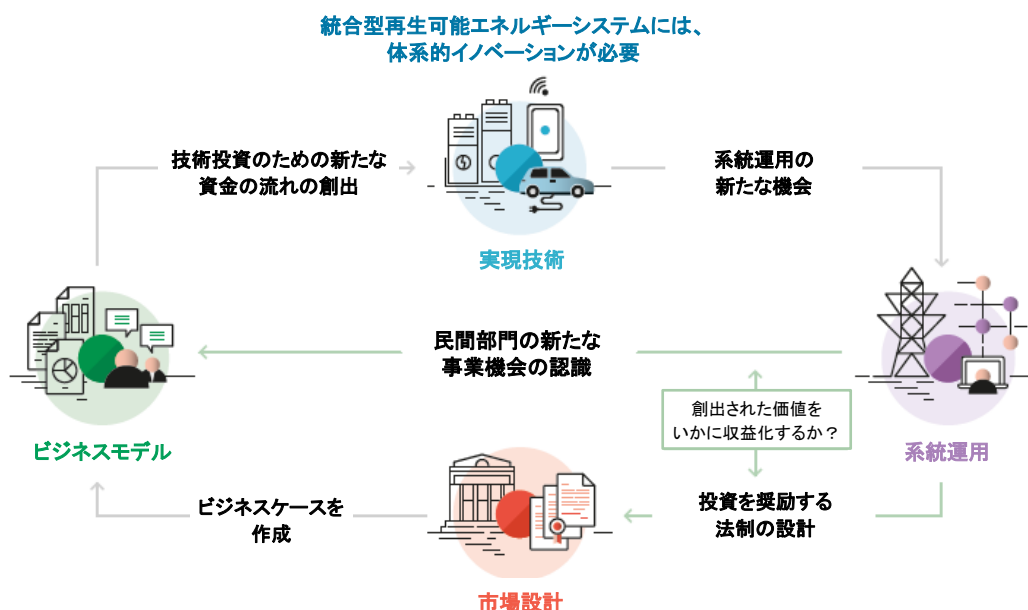 統合型再生可能エネルギーシステムには、
体系的イノベーションが必要
技術投資のための新たな
資金の流れの創出
系統運用の
新たな機会
実現技術
民間部門の新たな
事業機会の認識
創出された価値を
いかに収益化するか？
ビジネスモデル
系統運用
ビジネスケースを
作成
投資を奨励する
法制の設計
市場設計